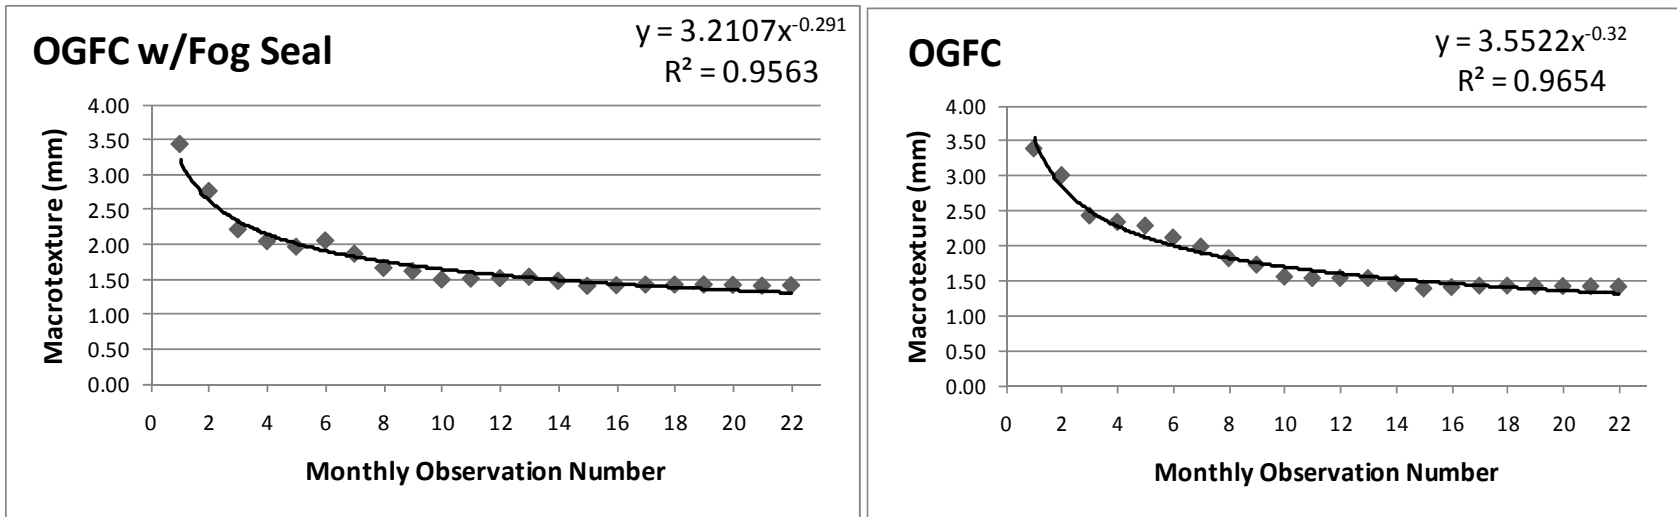 OGFC w/Fog Seal
y = 3.2107x^-0.291
R² = 0.9563
Macrotexture (mm)
4.00
3.50
3.00
2.50
2.00
1.50
1.00
0.50
0.00
0 2 4 6 8 10 12 14 16 18 20 22
Monthly Observation Number
OGFC
y = 3.5522x^-0.32
R² = 0.9654
Macrotexture (mm)
4.00
3.50
3.00
2.50
2.00
1.50
1.00
0.50
0.00
0 2 4 6 8 10 12 14 16 18 20 22
Monthly Observation Number